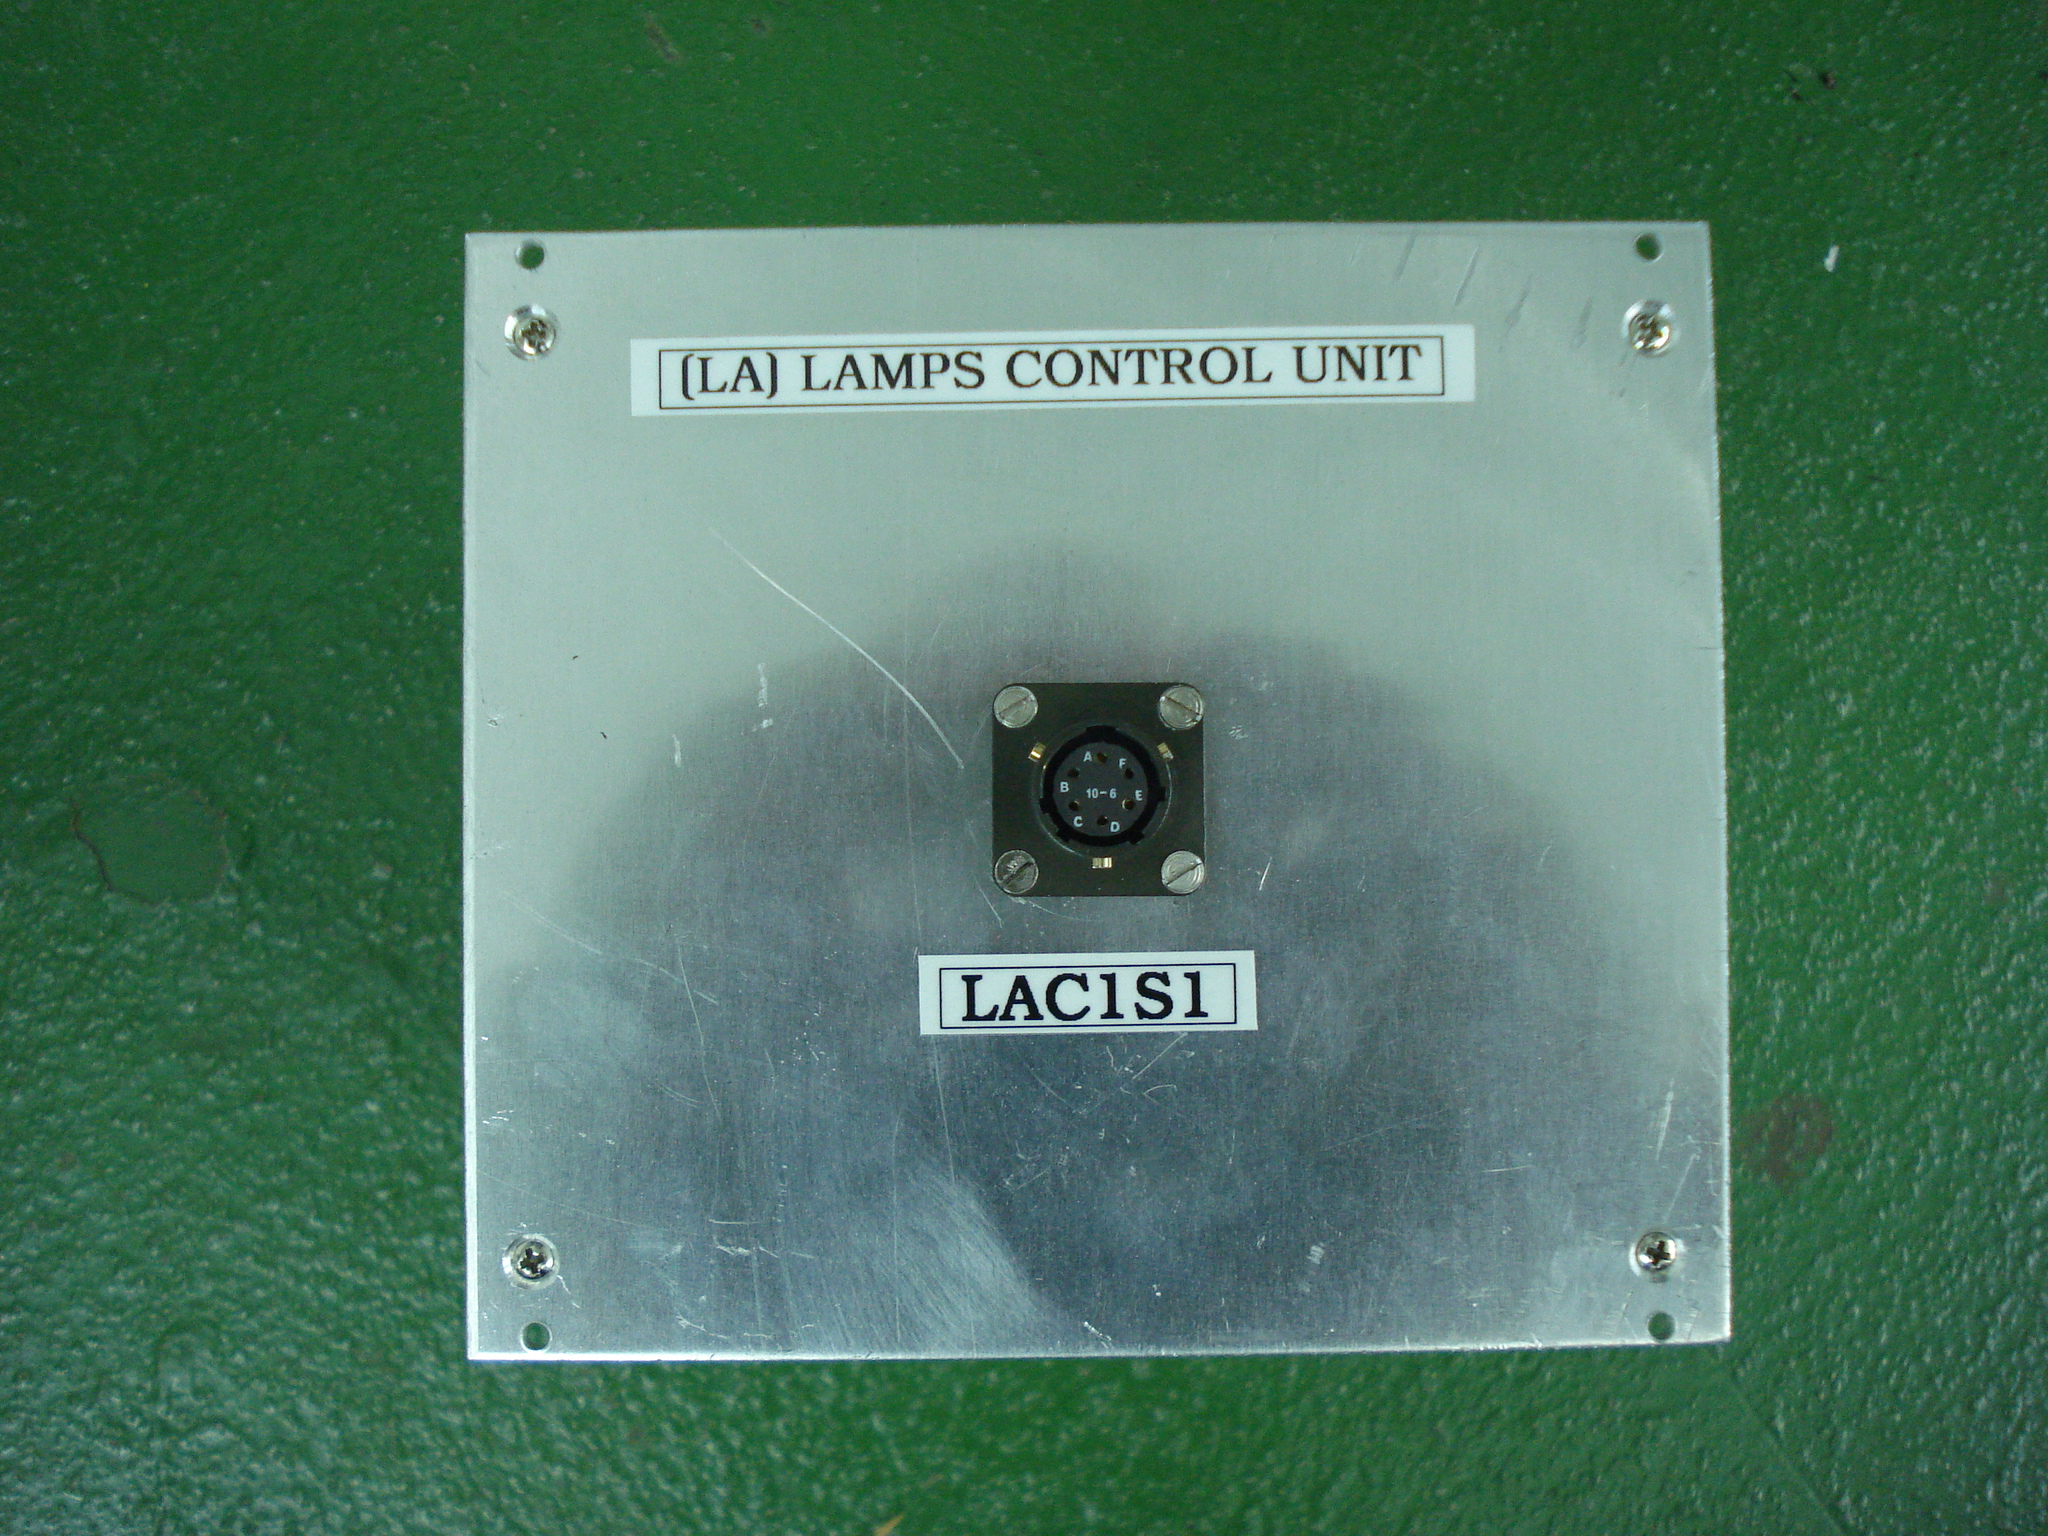 (LA) LAMPS CONTROL UNIT
A F
B 10-6 E
C D
LAC1S1